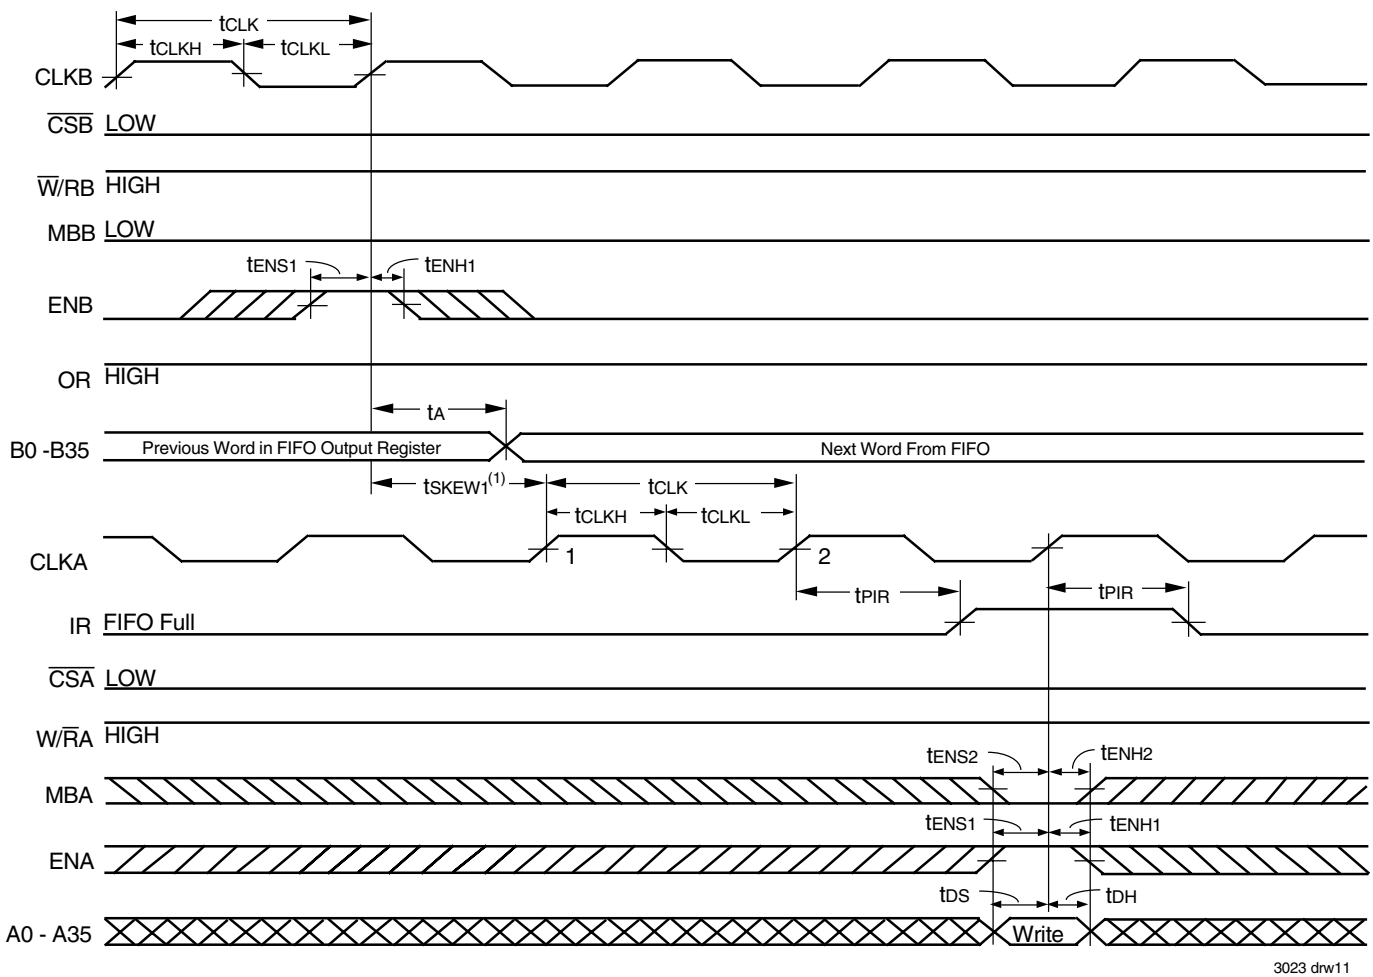 tCLK
tCLKH tCLKL
CLKB
CSB LOW
W/RB HIGH
MBB LOW
tENS1 tENH1
ENB
OR HIGH
tA
B0 -B35 Previous Word in FIFO Output Register Next Word From FIFO
tSKEW1(1) tCLK
tCLKH tCLKL
CLKA 1 2
tPIR tPIR
IR FIFO Full
CSA LOW
W/RA HIGH
tENS2 tENH2
MBA
tENS1 tENH1
ENA
tDS tDH
A0 - A35 Write
3023 drw11